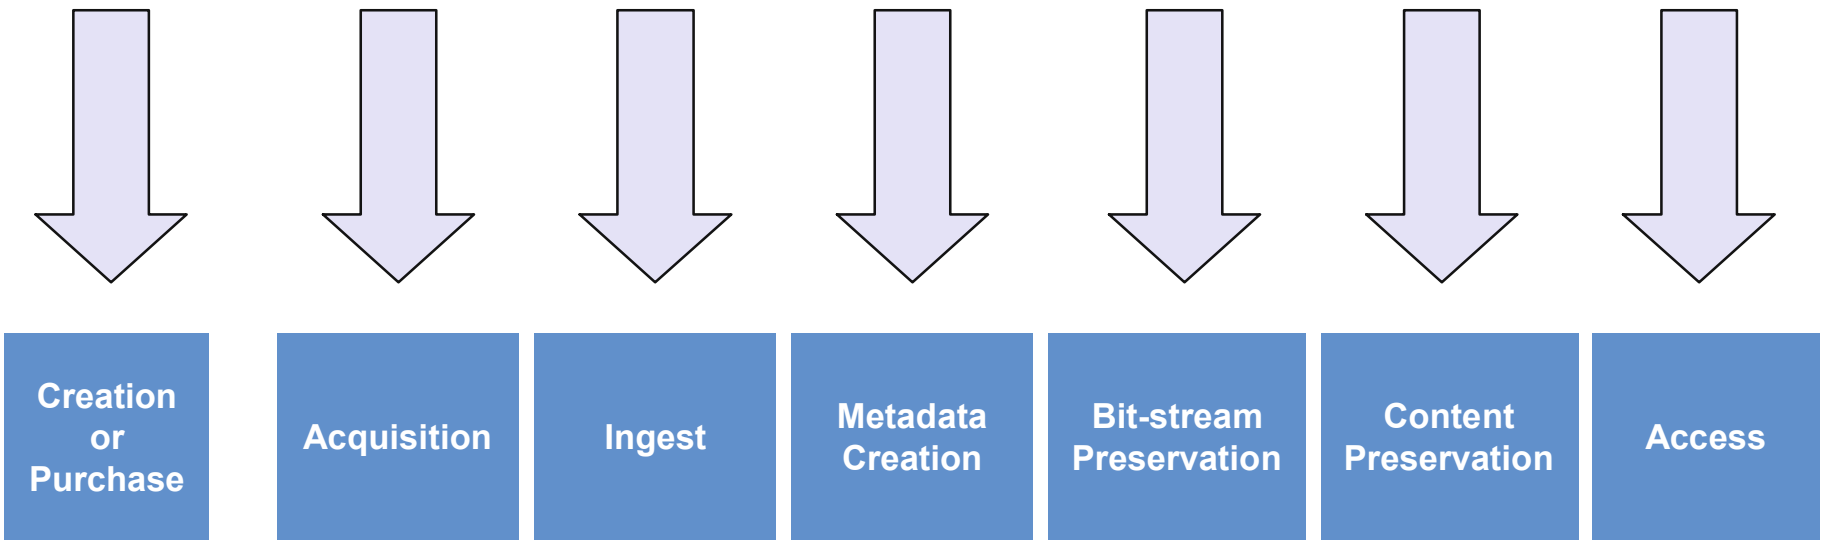 Creation
or
Purchase
Acquisition
Ingest
Metadata
Creation
Bit-stream
Preservation
Content
Preservation
Access